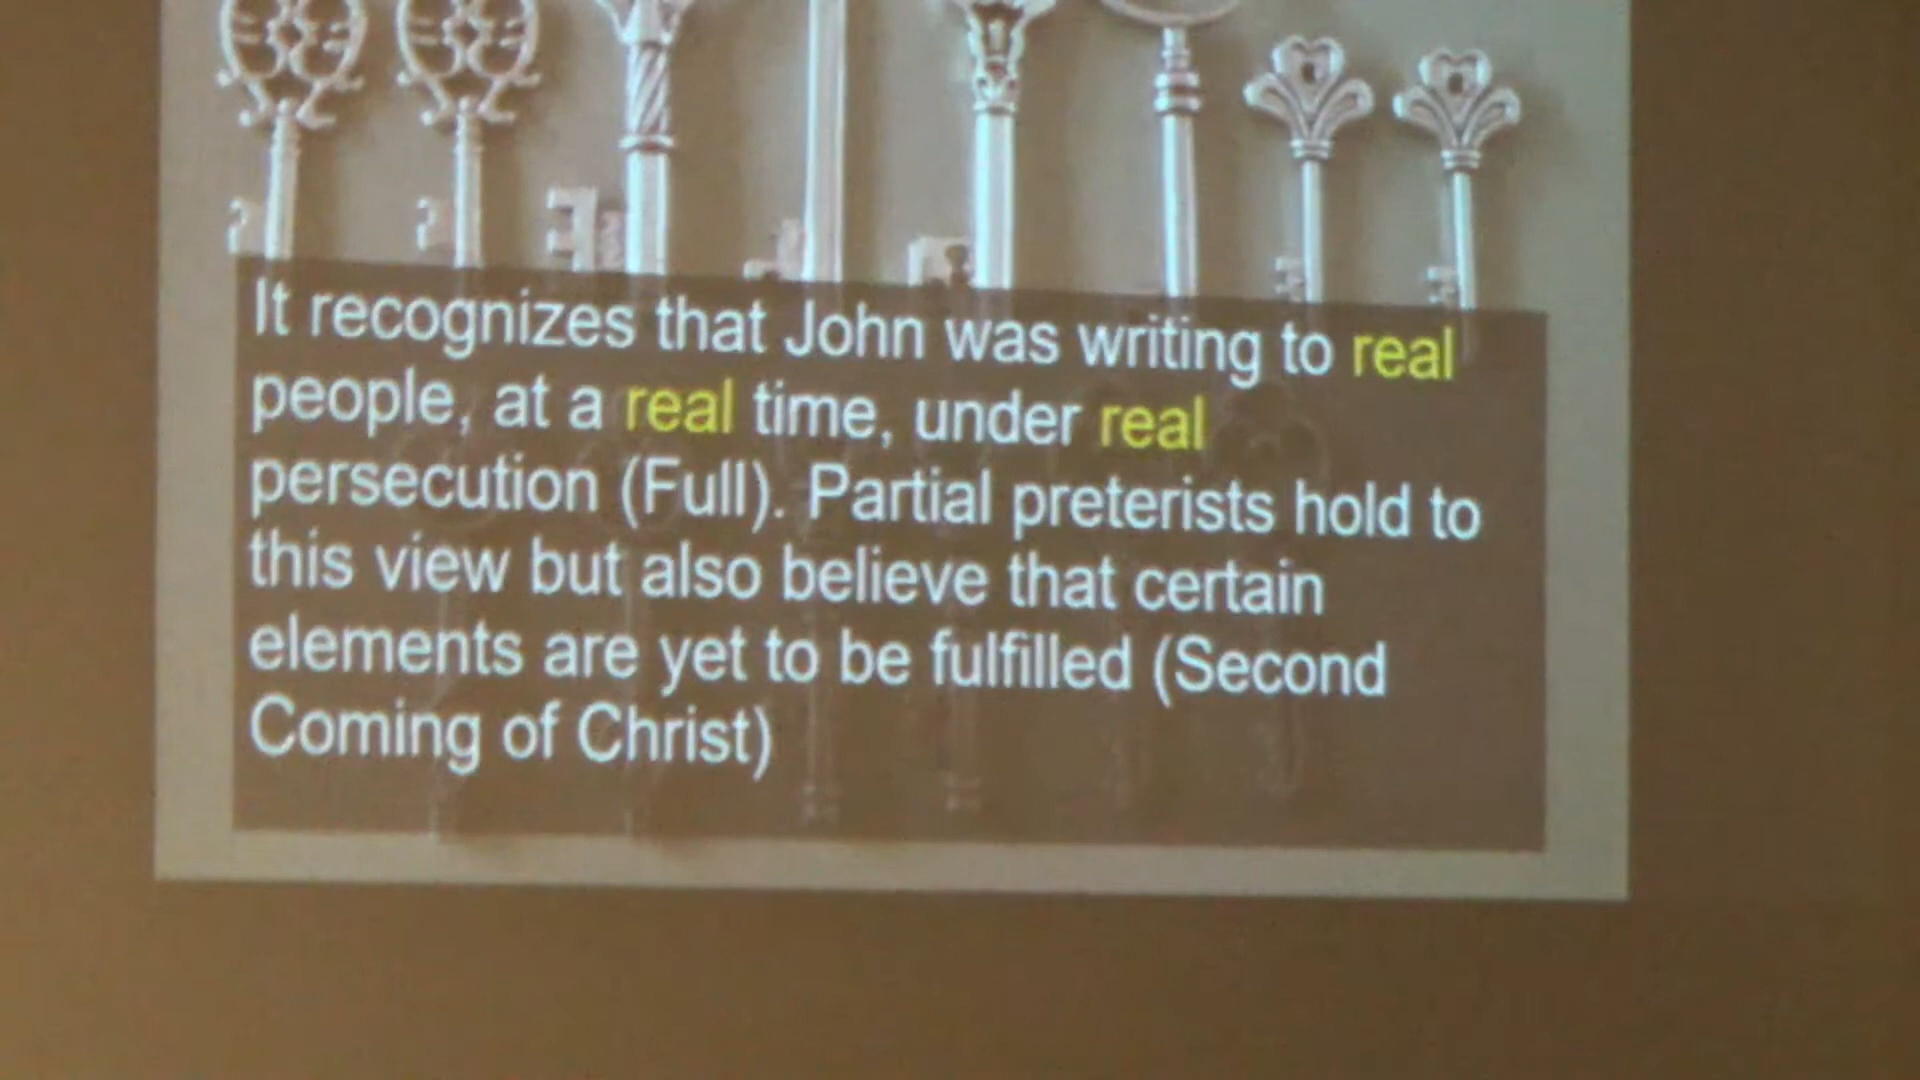 It recognizes that John was writing to real
people, at a real time, under real
persecution (Full). Partial preterists hold to
this view but also believe that certain
elements are yet to be fulfilled (Second
Coming of Christ)